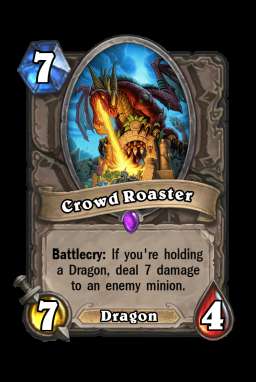 7
Crowd Roaster
Battlecry: If you're holding
a Dragon, deal 7 damage
to an enemy minion.
7
Dragon
4